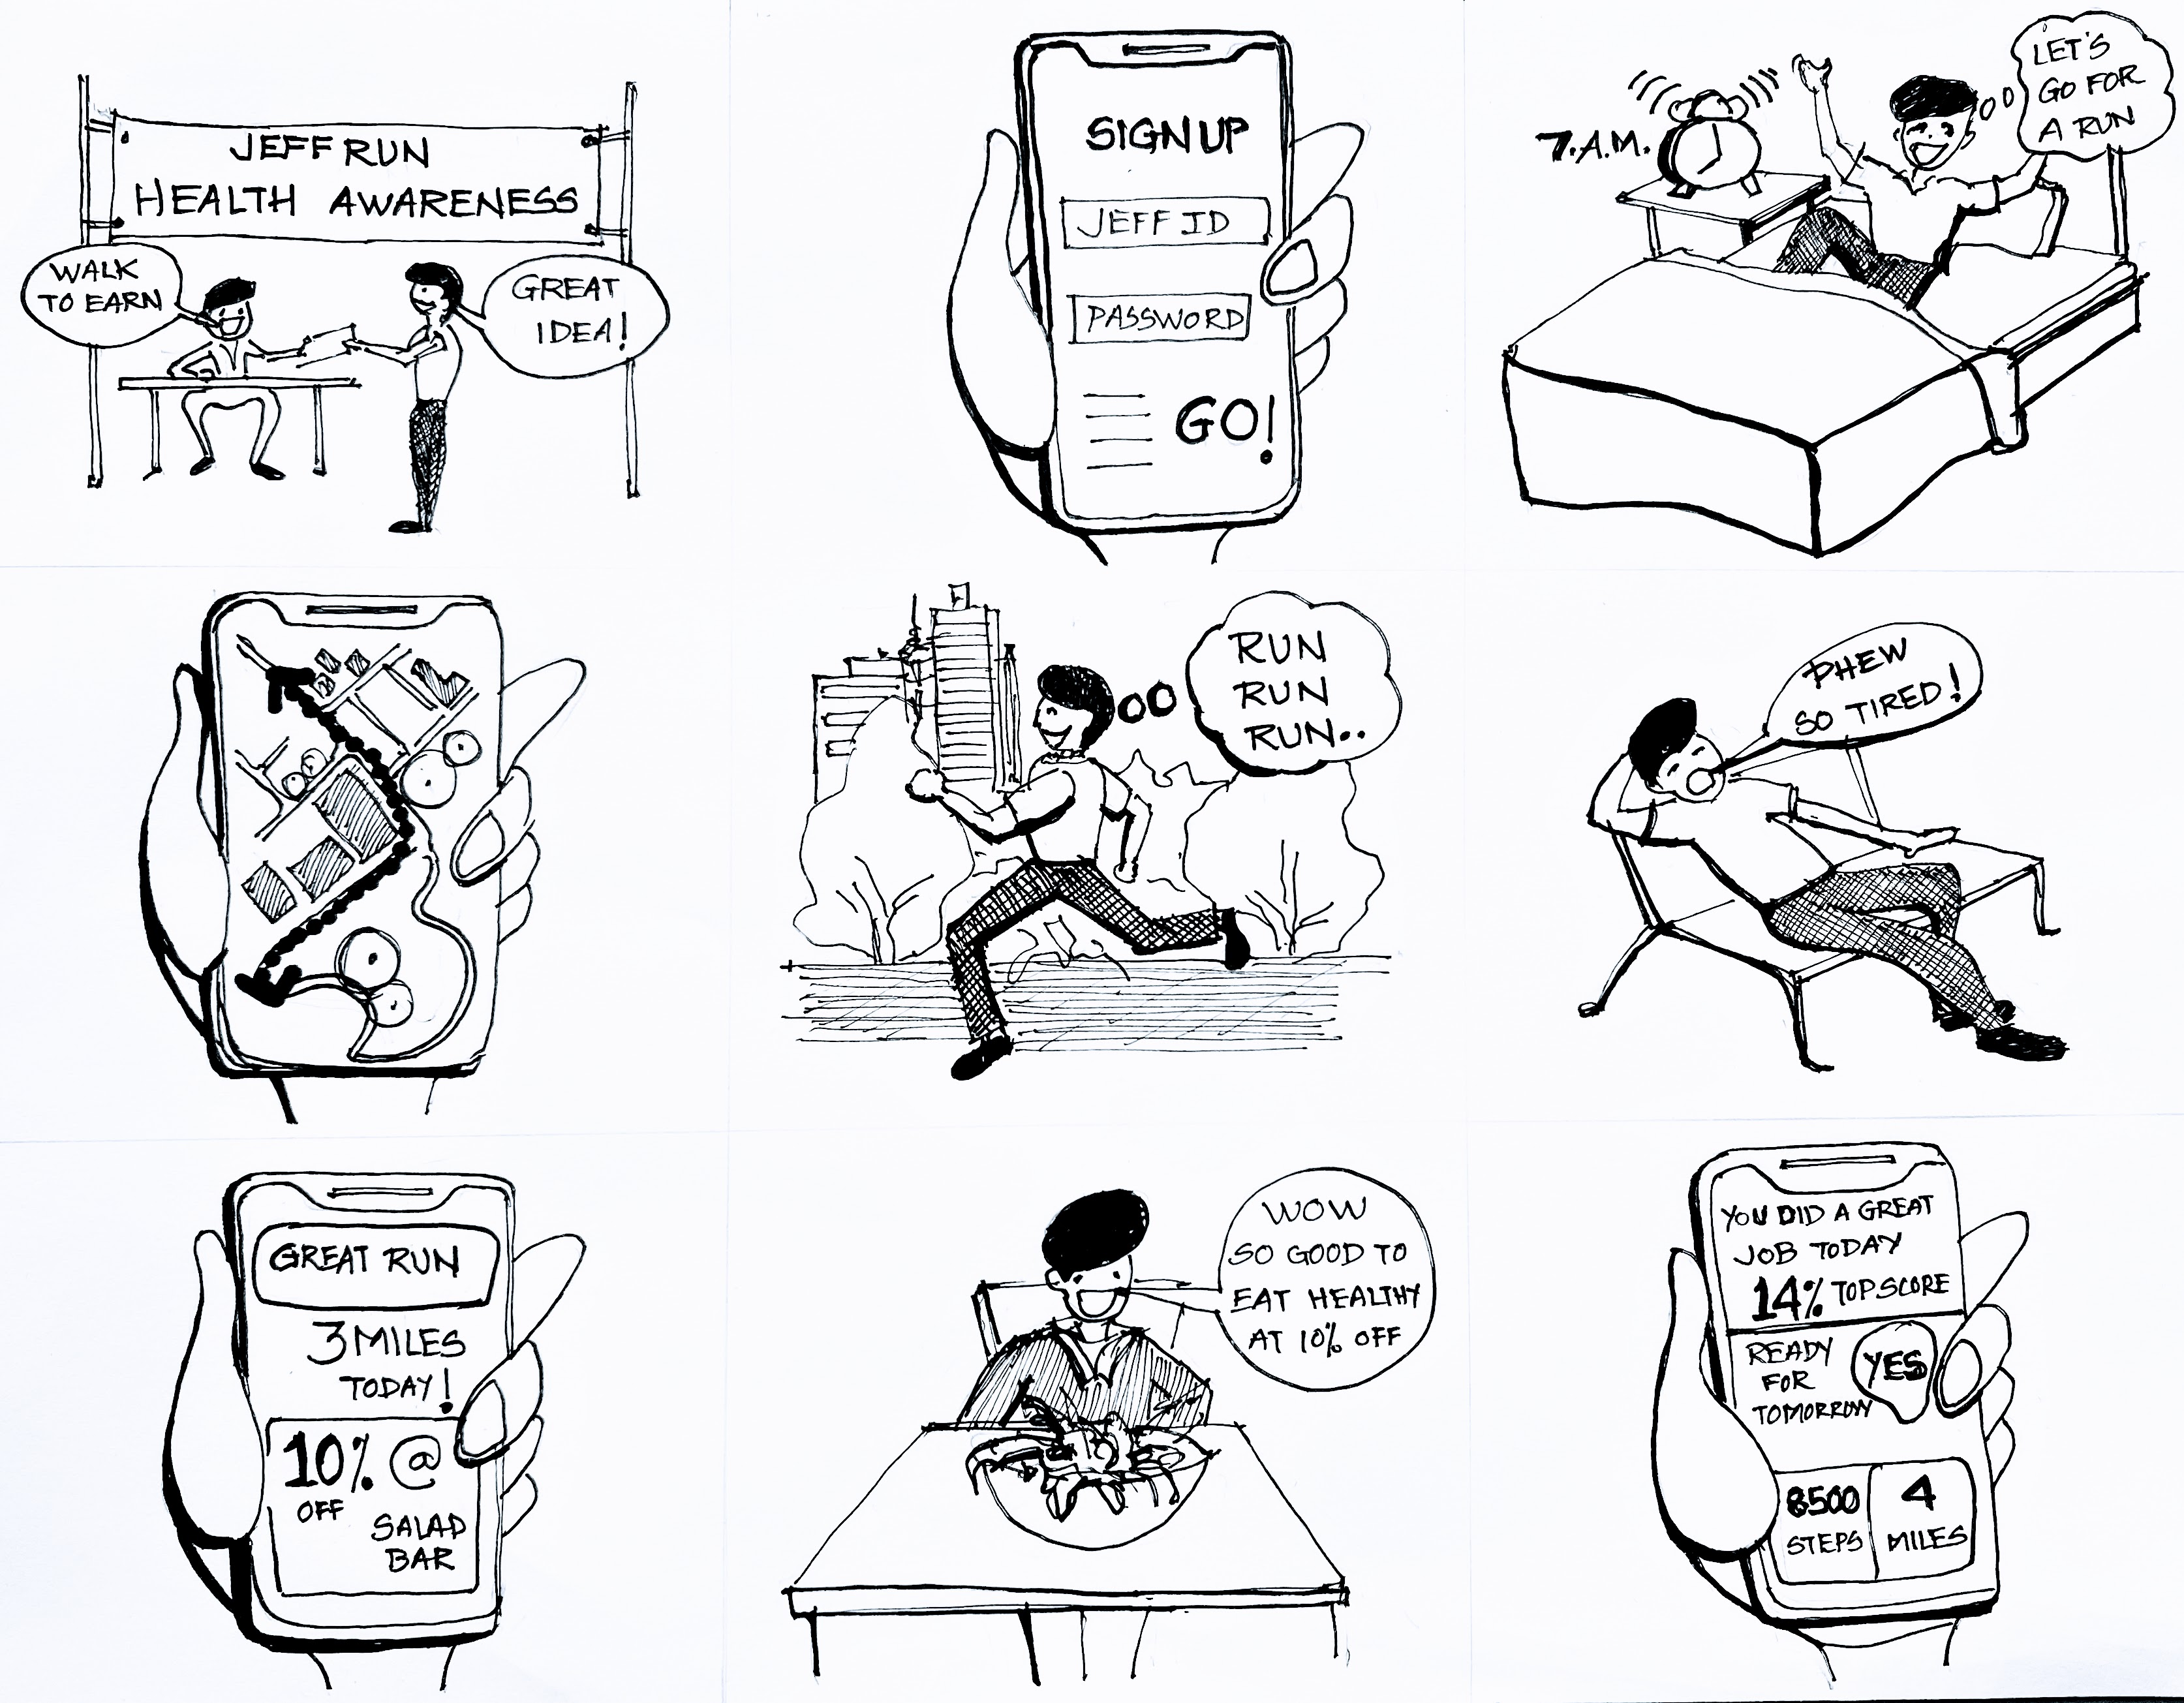 JEFF RUN
HEALTH AWARENESS
WALK
TO EARN
GREAT
IDEA!
SIGN UP
JEFF ID
PASSWORD
GO!
7.A.M.
LET'S
GO FOR
A RUN
RUN
RUN
RUN..
PHEW
SO TIRED!
GREAT RUN
3 MILES
TODAY!
10% @
OFF
SALAD
BAR
WOW
SO GOOD TO
EAT HEALTHY
AT 10% OFF
YOU DID A GREAT
JOB TODAY
14% TOP SCORE
READY
FOR
TOMORROW
YES
8500
STEPS
4
MILES